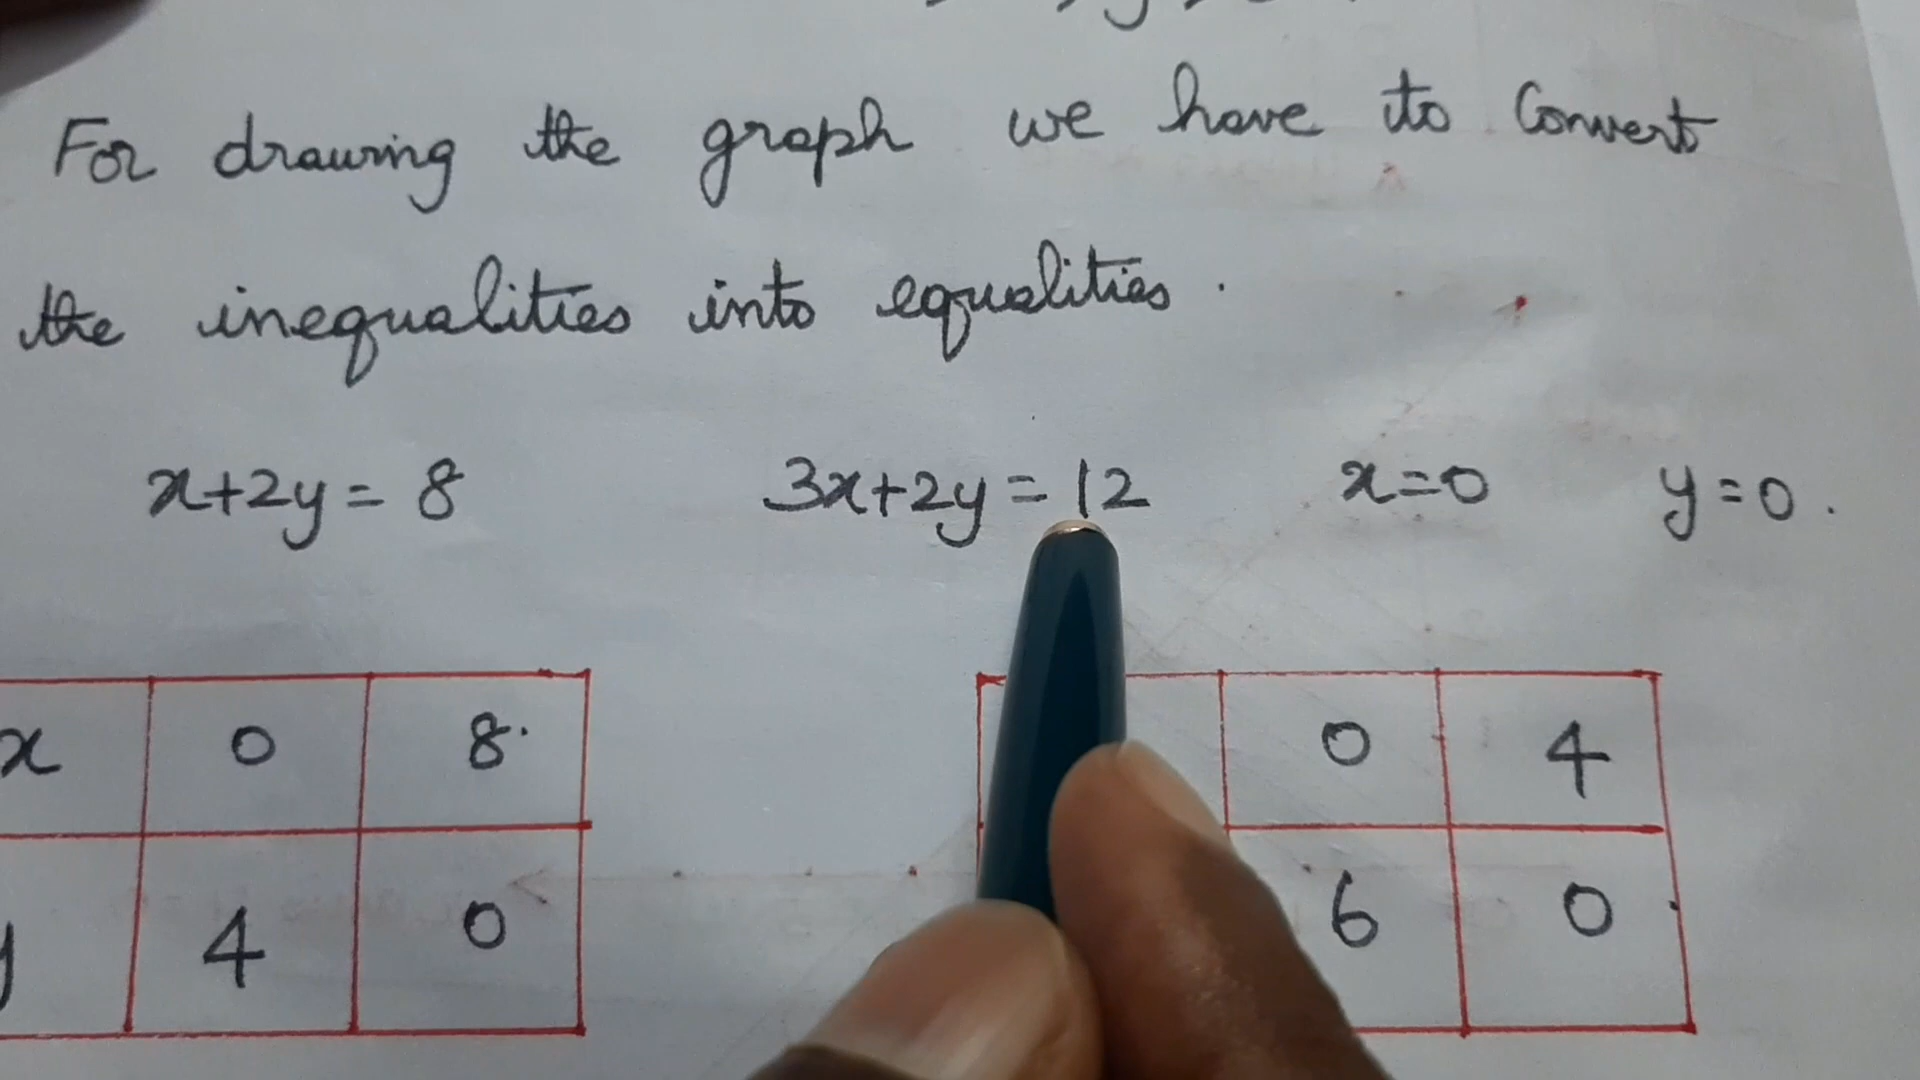 For drawing the graph we have to Convert
the inequalities into equalities.
x+2y = 8 3x+2y = 12 x=0 y=0.
x 0 8 0 4
y 4 0 6 0